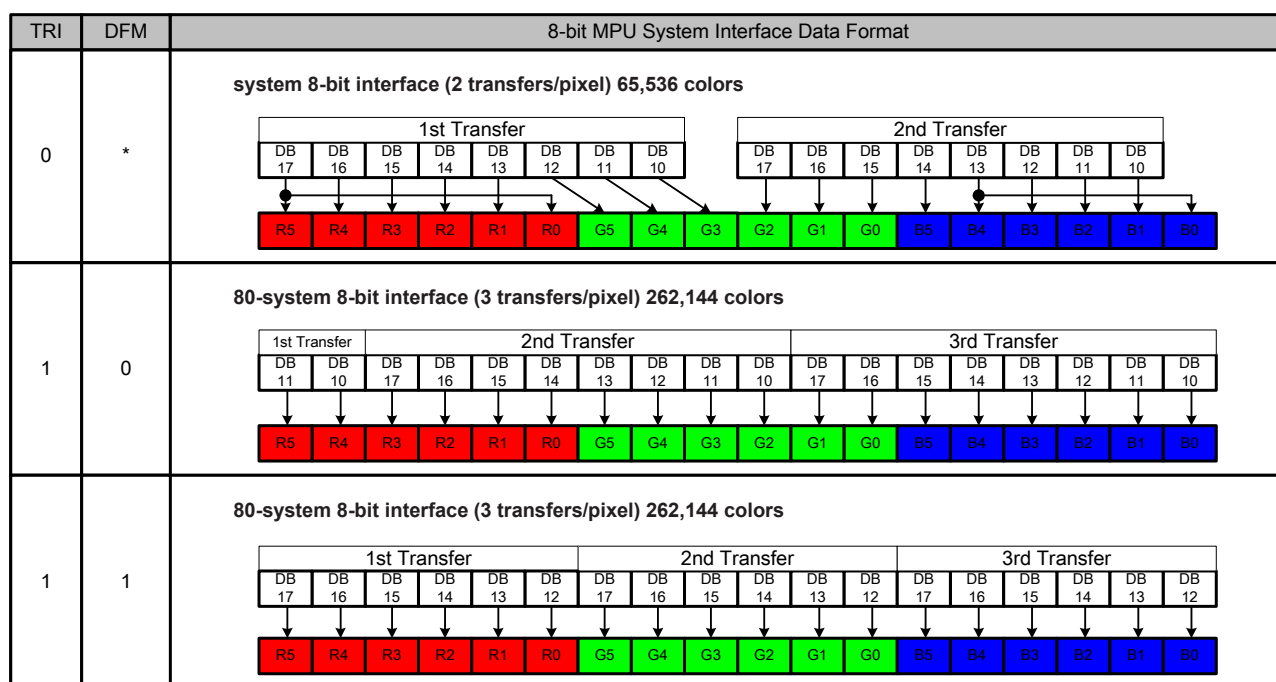 TRI DFM 8-bit MPU System Interface Data Format
0 *
system 8-bit interface (2 transfers/pixel) 65,536 colors
1st Transfer 2nd Transfer
DB DB DB DB DB DB DB DB DB DB DB DB DB DB DB DB
17 16 15 14 13 12 11 10 17 16 15 14 13 12 11 10
R5 R4 R3 R2 R1 R0 G5 G4 G3 G2 G1 G0 B5 B4 B3 B2 B1 B0
1 0
80-system 8-bit interface (3 transfers/pixel) 262,144 colors
1st Transfer 2nd Transfer 3rd Transfer
DB DB DB DB DB DB DB DB DB DB DB DB DB DB DB DB DB DB
11 10 17 16 15 14 13 12 11 10 17 16 15 14 13 12 11 10
R5 R4 R3 R2 R1 R0 G5 G4 G3 G2 G1 G0 B5 B4 B3 B2 B1 B0
1 1
80-system 8-bit interface (3 transfers/pixel) 262,144 colors
1st Transfer 2nd Transfer 3rd Transfer
DB DB DB DB DB DB DB DB DB DB DB DB DB DB DB DB DB DB
17 16 15 14 13 12 17 16 15 14 13 12 17 16 15 14 13 12
R5 R4 R3 R2 R1 R0 G5 G4 G3 G2 G1 G0 B5 B4 B3 B2 B1 B0